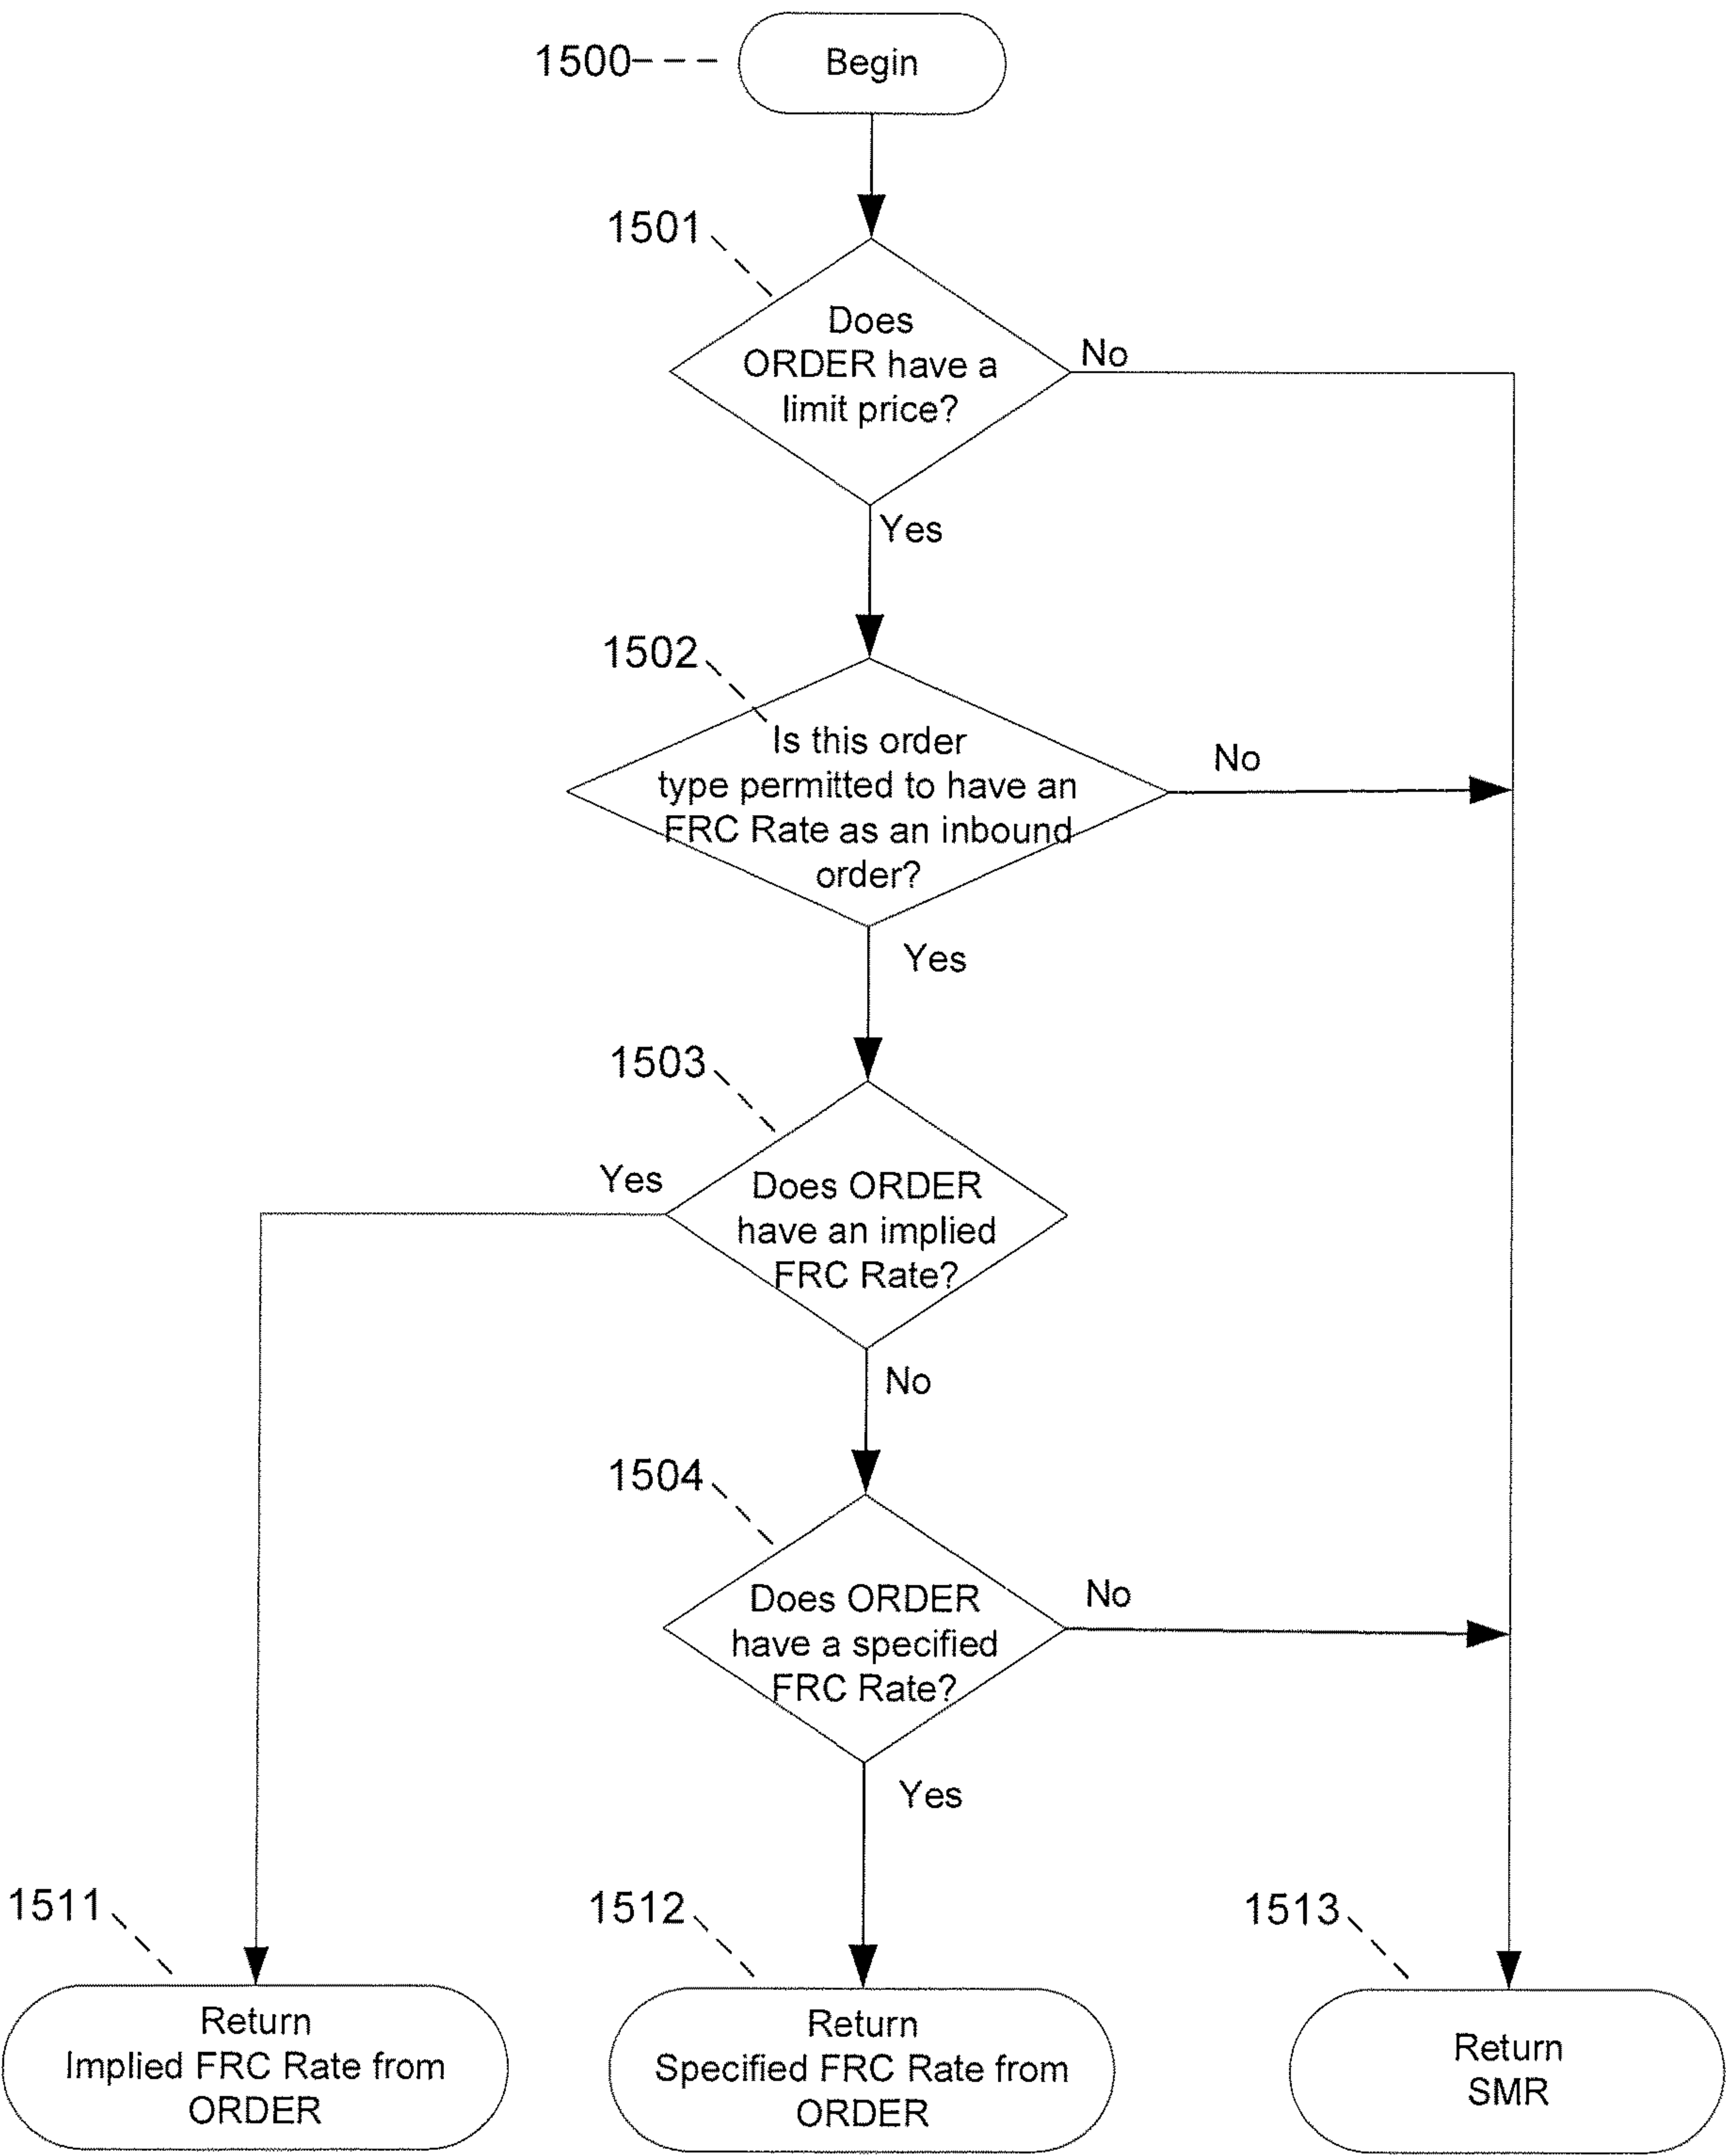 1500
Begin
1501
Does
ORDER have a
limit price?
No
Yes
1502
Is this order
type permitted to have an
FRC Rate as an inbound
order?
No
Yes
1503
Yes
Does ORDER
have an implied
FRC Rate?
No
1504
Does ORDER
have a specified
FRC Rate?
No
Yes
1511
Return
Implied FRC Rate from
ORDER
1512
Return
Specified FRC Rate from
ORDER
1513
Return
SMR